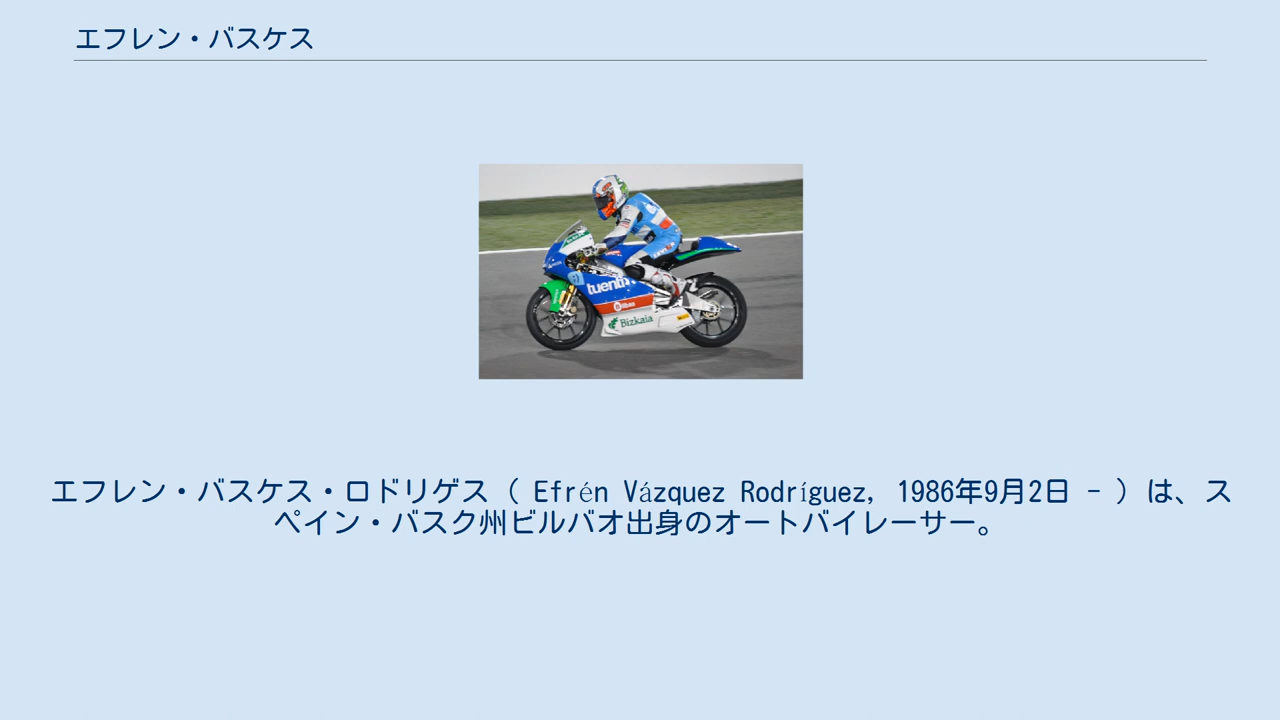 エフレン・バスケス
tuenti
Bilbao
Bizkaia
エフレン・バスケス・ロドリゲス（ Efrén Vázquez Rodríguez, 1986年9月2日 - ）は、ス
ペイン・バスク州ビルバオ出身のオートバイレーサー。